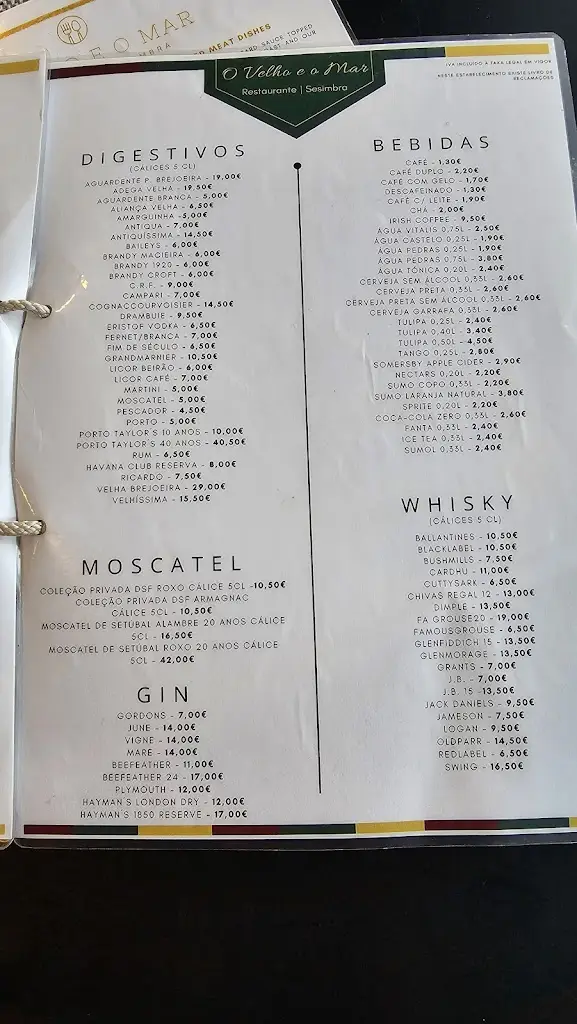 O MAR
MEAT DISHES
O Velho e o Mar
Restaurante | Sesimbra
IVA INCLUIDO À TAXA LEGAL EM VIGOR
NESTE ESTABELECIMENTO EXISTE LIVRO DE
RECLAMAÇÕES
DIGESTIVOS
(CÁLICES 5 CL)
AGUARDENTE P. BREJOEIRA - 19,00€
ADEGA VELHA - 19,50€
AGUARDENTE BRANCA - 5,00€
ALIANÇA VELHA - 6,50€
AMARGUINHA -5,00€
ANTIQUA - 7,00€
ANTIQUÍSSIMA - 14,50€
BAILEYS - 6,00€
BRANDY MACIEIRA - 6,00€
BRANDY 1920 - 6,00€
BRANDY CROFT - 6,00€
C.R.F. - 9,00€
CAMPARI - 7,00€
COGNACCOURVOISIER - 14,50€
DRAMBUIE - 9,50€
ERISTOF VODKA - 6,50€
FERNET/BRANCA - 7,00€
FIM DE SÉCULO - 6,50€
GRANDMARNIER - 10,50€
LICOR BEIRÃO - 6,00€
LICOR CAFÉ - 7,00€
MARTINI - 5,00€
MOSCATEL - 5,00€
PESCADOR - 4,50€
PORTO - 5,00€
PORTO TAYLOR'S 10 ANOS - 10,00€
PORTO TAYLOR'S 40 ANOS - 40,50€
RUM - 6,50€
HAVANA CLUB RESERVA - 8,00€
RICARDO - 7,50€
VELHA BREJOEIRA - 29,00€
VELHÍSSIMA - 15,50€
MOSCATEL
COLEÇÃO PRIVADA DSF ROXO CÁLICE 5CL -10,50€
COLEÇÃO PRIVADA DSF ARMAGNAC
CÁLICE 5CL - 10,50€
MOSCATEL DE SETÚBAL ALAMBRE 20 ANOS CÁLICE
5CL - 16,50€
MOSCATEL DE SETÚBAL ROXO 20 ANOS CÁLICE
5CL - 42,00€
GIN
GORDONS - 7,00€
JUNE - 14,00€
VIGNE - 14,00€
MARE - 14,00€
BEEFEATHER - 11,00€
BEEFEATHER 24 - 17,00€
PLYMOUTH - 12,00€
HAYMAN'S LONDON DRY - 12,00€
HAYMAN'S 1850 RESERVE - 17,00€
BEBIDAS
CAFÉ - 1,30€
CAFÉ DUPLO - 2,20€
CAFÉ COM GELO - 1,70€
DESCAFEINADO - 1,30€
CAFÉ C/ LEITE - 1,90€
CHÁ - 2,00€
IRISH COFFEE - 9,50€
ÁGUA VITALIS 0,75L - 2,50€
ÁGUA CASTELO 0,25L - 1,90€
ÁGUA PEDRAS 0,25L - 1,90€
ÁGUA PEDRAS 0,75L - 3,80€
ÁGUA TÓNICA 0,20L - 2,40€
CERVEJA SEM ÁLCOOL 0,33L - 2,60€
CERVEJA PRETA 0,33L - 2,60€
CERVEJA PRETA SEM ÁLCOOL 0,33L - 2,60€
CERVEJA GARRAFA 0,33L - 2,60€
TULIPA 0,25L - 2,40€
TULIPA 0,40L - 3,40€
TULIPA 0,50L - 4,50€
TANGO 0,25L - 2,80€
SOMERSBY APPLE CIDER - 2,90€
NECTARS 0,20L - 2,20€
SUMO COPO 0,33L - 2,20€
SUMO LARANJA NATURAL - 3,80€
SPRITE 0,20L - 2,20€
COCA-COLA ZERO 0,33L - 2,60€
FANTA 0,33L - 2,40€
ICE TEA 0,33L - 2,40€
SUMOL 0,33L - 2,40€
WHISKY
(CÁLICES 5 CL)
BALLANTINES - 10,50€
BLACKLABEL - 10,50€
BUSHMILLS - 7,50€
CARDHU - 11,00€
CUTTYSARK - 6,50€
CHIVAS REGAL 12 - 13,00€
DIMPLE - 13,50€
FA GROUSE20 - 19,00€
FAMOUSGROUSE - 6,50€
GLENFIDDICH 15 - 13,50€
GLENMORAGE - 13,50€
GRANTS - 7,00€
J.B. - 7,00€
J.B. 15 -13,50€
JACK DANIELS - 9,50€
JAMESON - 7,50€
LOGAN - 9,50€
OLDPARR - 14,50€
REDLABEL - 6,50€
SWING - 16,50€